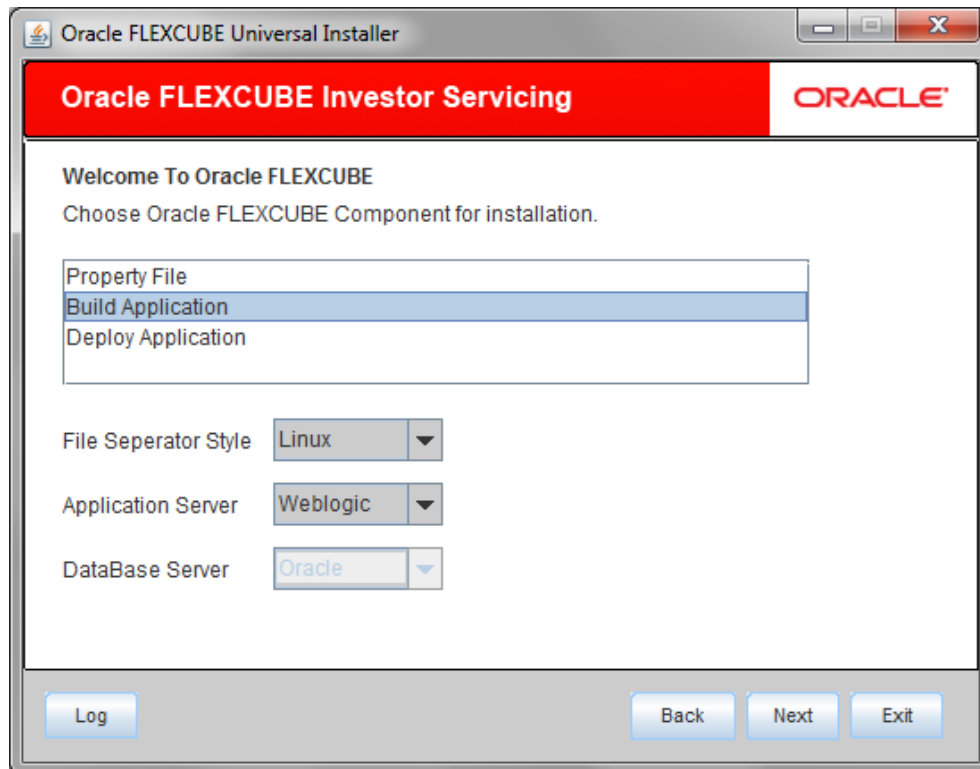 Oracle FLEXCUBE Universal Installer
Oracle FLEXCUBE Investor Servicing
ORACLE
Welcome To Oracle FLEXCUBE
Choose Oracle FLEXCUBE Component for installation.
Property File
Build Application
Deploy Application
File Seperator Style Linux
Application Server Weblogic
DataBase Server Oracle
Log Back Next Exit